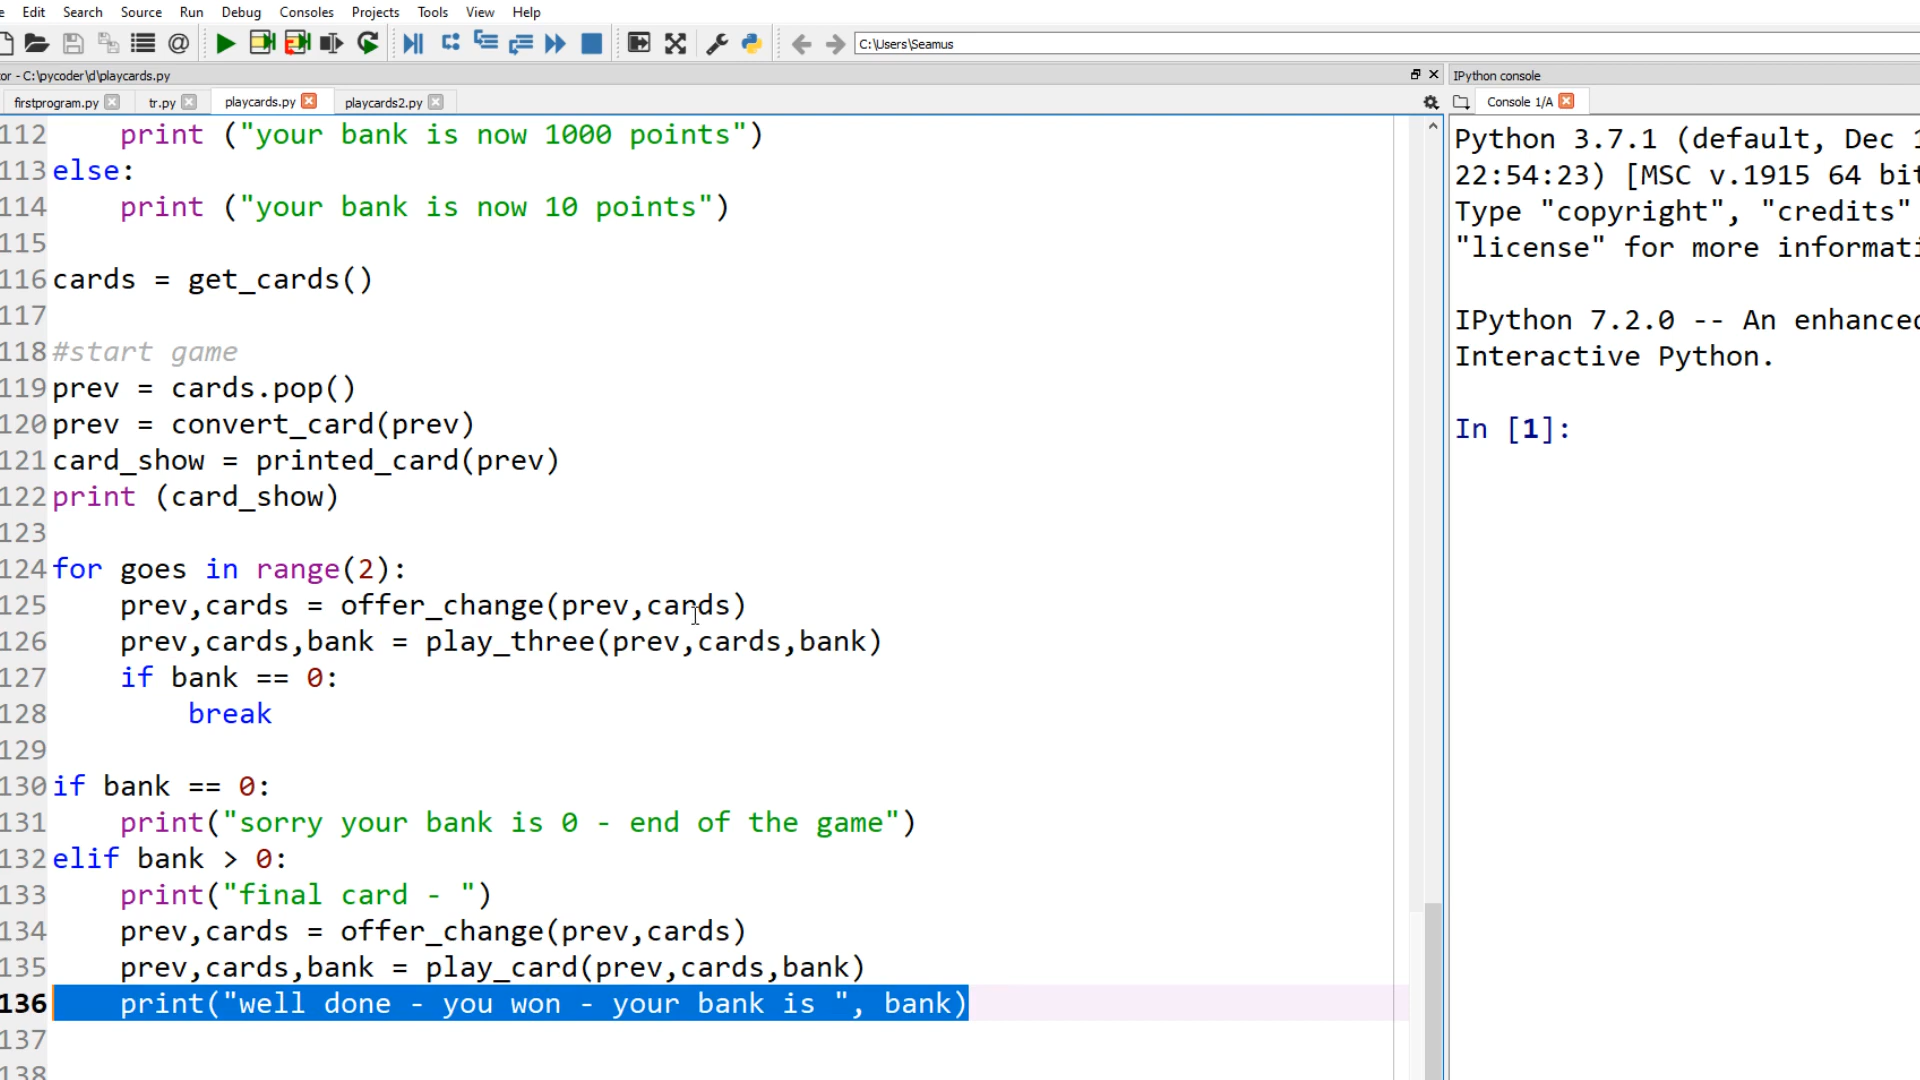 Edit Search Source Run Debug Consoles Projects Tools View Help
C:\Users\Seamus
or - C:\pycoder\d\playcards.py
IPython console
firstprogram.py tr.py playcards.py playcards2.py
Console 1/A
112 print ("your bank is now 1000 points")
113 else:
114 print ("your bank is now 10 points")
115
116 cards = get_cards()
117
118 #start game
119 prev = cards.pop()
120 prev = convert_card(prev)
121 card_show = printed_card(prev)
122 print (card_show)
123
124 for goes in range(2):
125 prev,cards = offer_change(prev,cards)
126 prev,cards,bank = play_three(prev,cards,bank)
127 if bank == 0:
128 break
129
130 if bank == 0:
131 print("sorry your bank is 0 - end of the game")
132 elif bank > 0:
133 print("final card - ")
134 prev,cards = offer_change(prev,cards)
135 prev,cards,bank = play_card(prev,cards,bank)
136 print("well done - you won - your bank is ", bank)
137
138
Python 3.7.1 (default, Dec 1
22:54:23) [MSC v.1915 64 bit
Type "copyright", "credits"
"license" for more informati
IPython 7.2.0 -- An enhanced
Interactive Python.
In [1]: